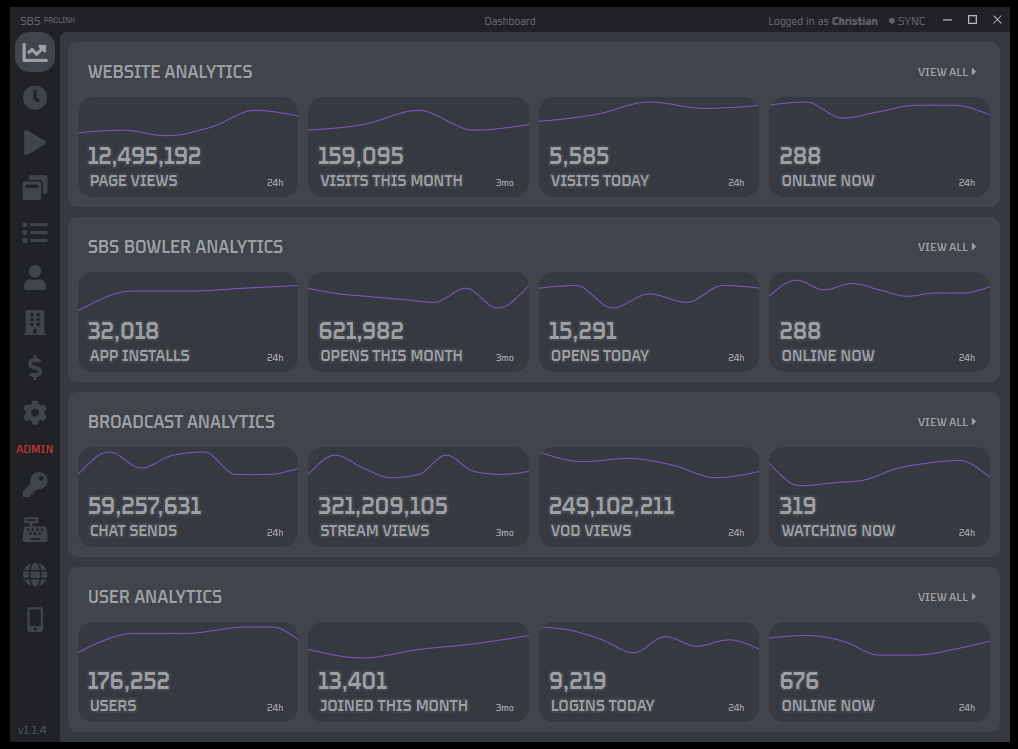 SBS PROLINK
Dashboard
Logged in as Christian
SYNC
WEBSITE ANALYTICS
VIEW ALL
12,495,192
PAGE VIEWS
24h
159,095
VISITS THIS MONTH
3mo
5,585
VISITS TODAY
24h
288
ONLINE NOW
24h
SBS BOWLER ANALYTICS
VIEW ALL
32,018
APP INSTALLS
24h
621,982
OPENS THIS MONTH
3mo
15,291
OPENS TODAY
24h
288
ONLINE NOW
24h
BROADCAST ANALYTICS
VIEW ALL
ADMIN
59,257,631
CHAT SENDS
24h
321,209,105
STREAM VIEWS
3mo
249,102,211
VOD VIEWS
24h
319
WATCHING NOW
24h
USER ANALYTICS
VIEW ALL
176,252
USERS
24h
13,401
JOINED THIS MONTH
3mo
9,219
LOGINS TODAY
24h
676
ONLINE NOW
24h
v1.1.4